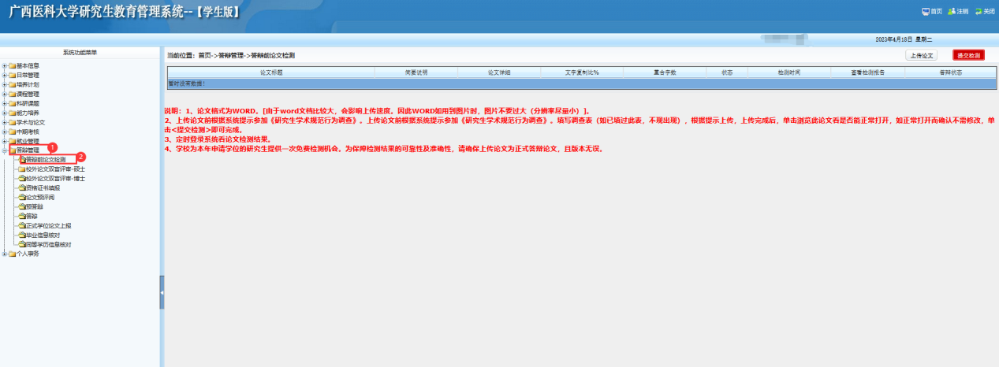 广西医科大学研究生教育管理系统--【学生版】
首页 注销 关闭
2023年4月18日 星期二
系统功能菜单
当前位置：首页->答辩管理->答辩前论文检测
上传论文 提交检测
论文标题 简要说明 论文详细 文字复制比% 重合字数 状态 检测时间 查看检测报告 答辩状态
暂时没有数据！
说明：1、论文格式为WORD。[由于word文档比较大，会影响上传速度。因此WORD如用到图片时，图片不要过大（分辨率尽量小）]。
2、上传论文前根据系统提示参加《研究生学术规范行为调查》。上传论文前根据系统提示参加《研究生学术规范行为调查》。填写调查表（如已填过此表，不现出现），根据提示上传，上传完成后，单击浏览此论文看是否能正常打开，如正常打开而确认不需修改，单
击<提交检测>即可完成。
3、定时登录系统看论文检测结果。
4、学校为本年申请学位的研究生提供一次免费检测机会。为保障检测结果的可靠性及准确性，请确保上传论文为正式答辩论文，且版本无误。
基本信息
日常管理
培养计划
课程管理
科研课题
能力培养
学术与论文
中期考核
就业管理
答辩管理 1
答辩前论文检测 2
校外论文双盲评审-硕士
校外论文双盲评审-博士
资格证书填报
论文预评阅
预答辩
答辩
正式学位论文上报
毕业信息核对
同等学历信息核对
个人事务